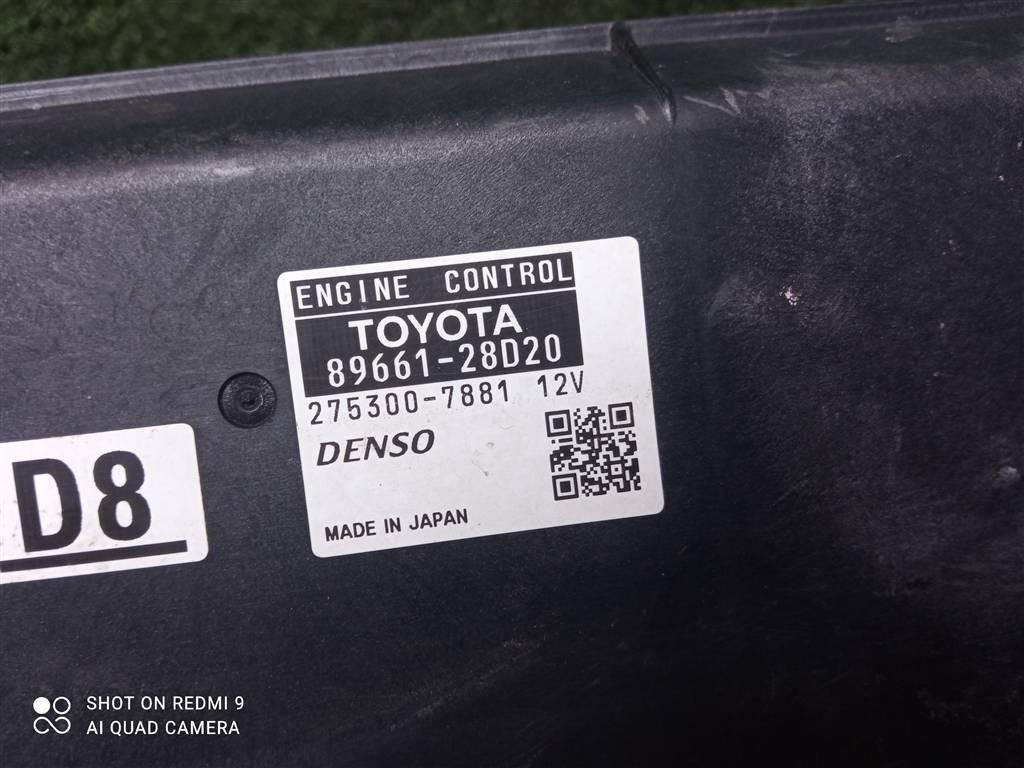 ENGINE CONTROL
TOYOTA
89661-28D20
275300-7881 12V
DENSO
MADE IN JAPAN
D8
SHOT ON REDMI 9
AI QUAD CAMERA